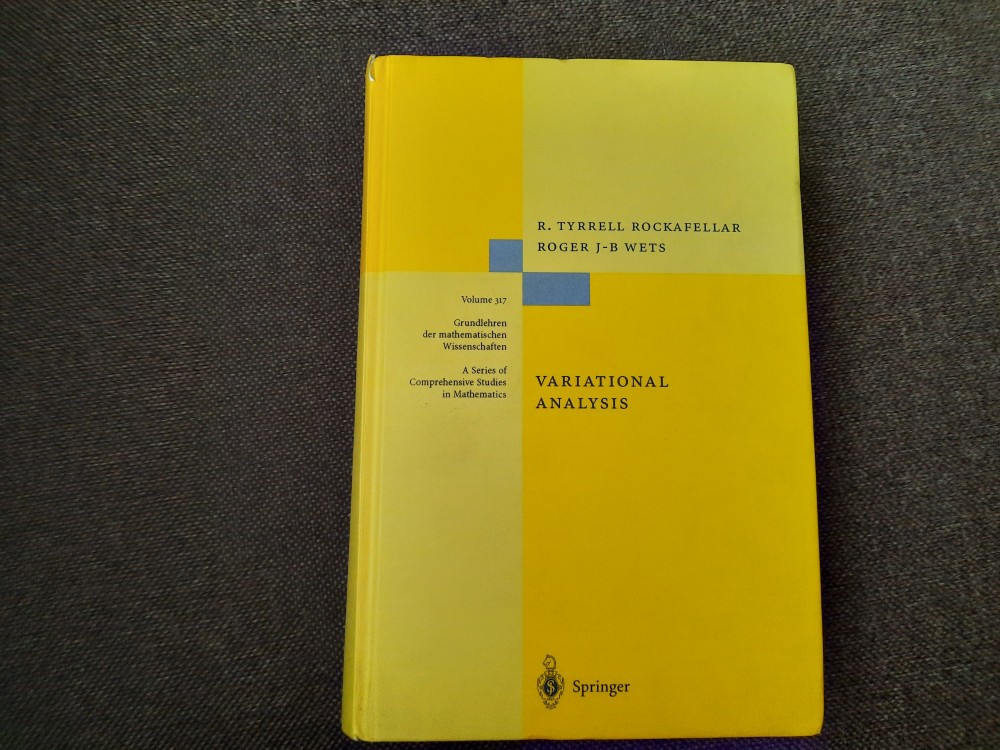 R. TYRRELL ROCKAFELLAR
ROGER J-B WETS
Volume 317
Grundlehren
der mathematischen
Wissenschaften
A Series of
Comprehensive Studies
in Mathematics
VARIATIONAL
ANALYSIS
Springer